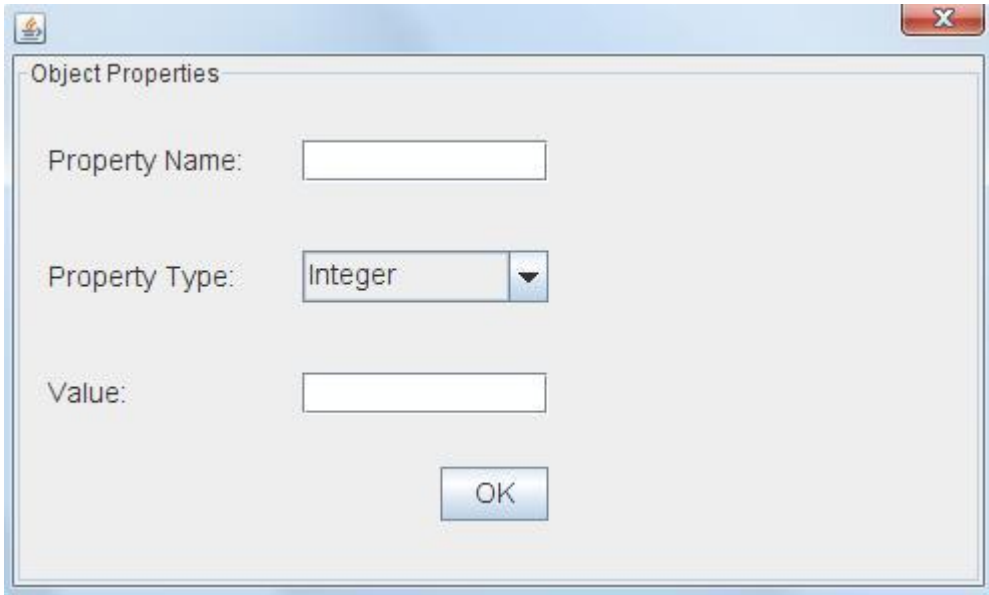 Object Properties
Property Name:
Property Type: Integer
Value:
OK